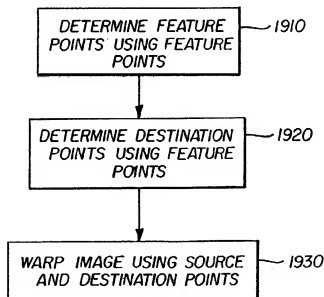 DETERMINE FEATURE
POINTS USING FEATURE
POINTS
1910
DETERMINE DESTINATION
POINTS USING FEATURE
POINTS
1920
WARP IMAGE USING SOURCE
AND DESTINATION POINTS
1930